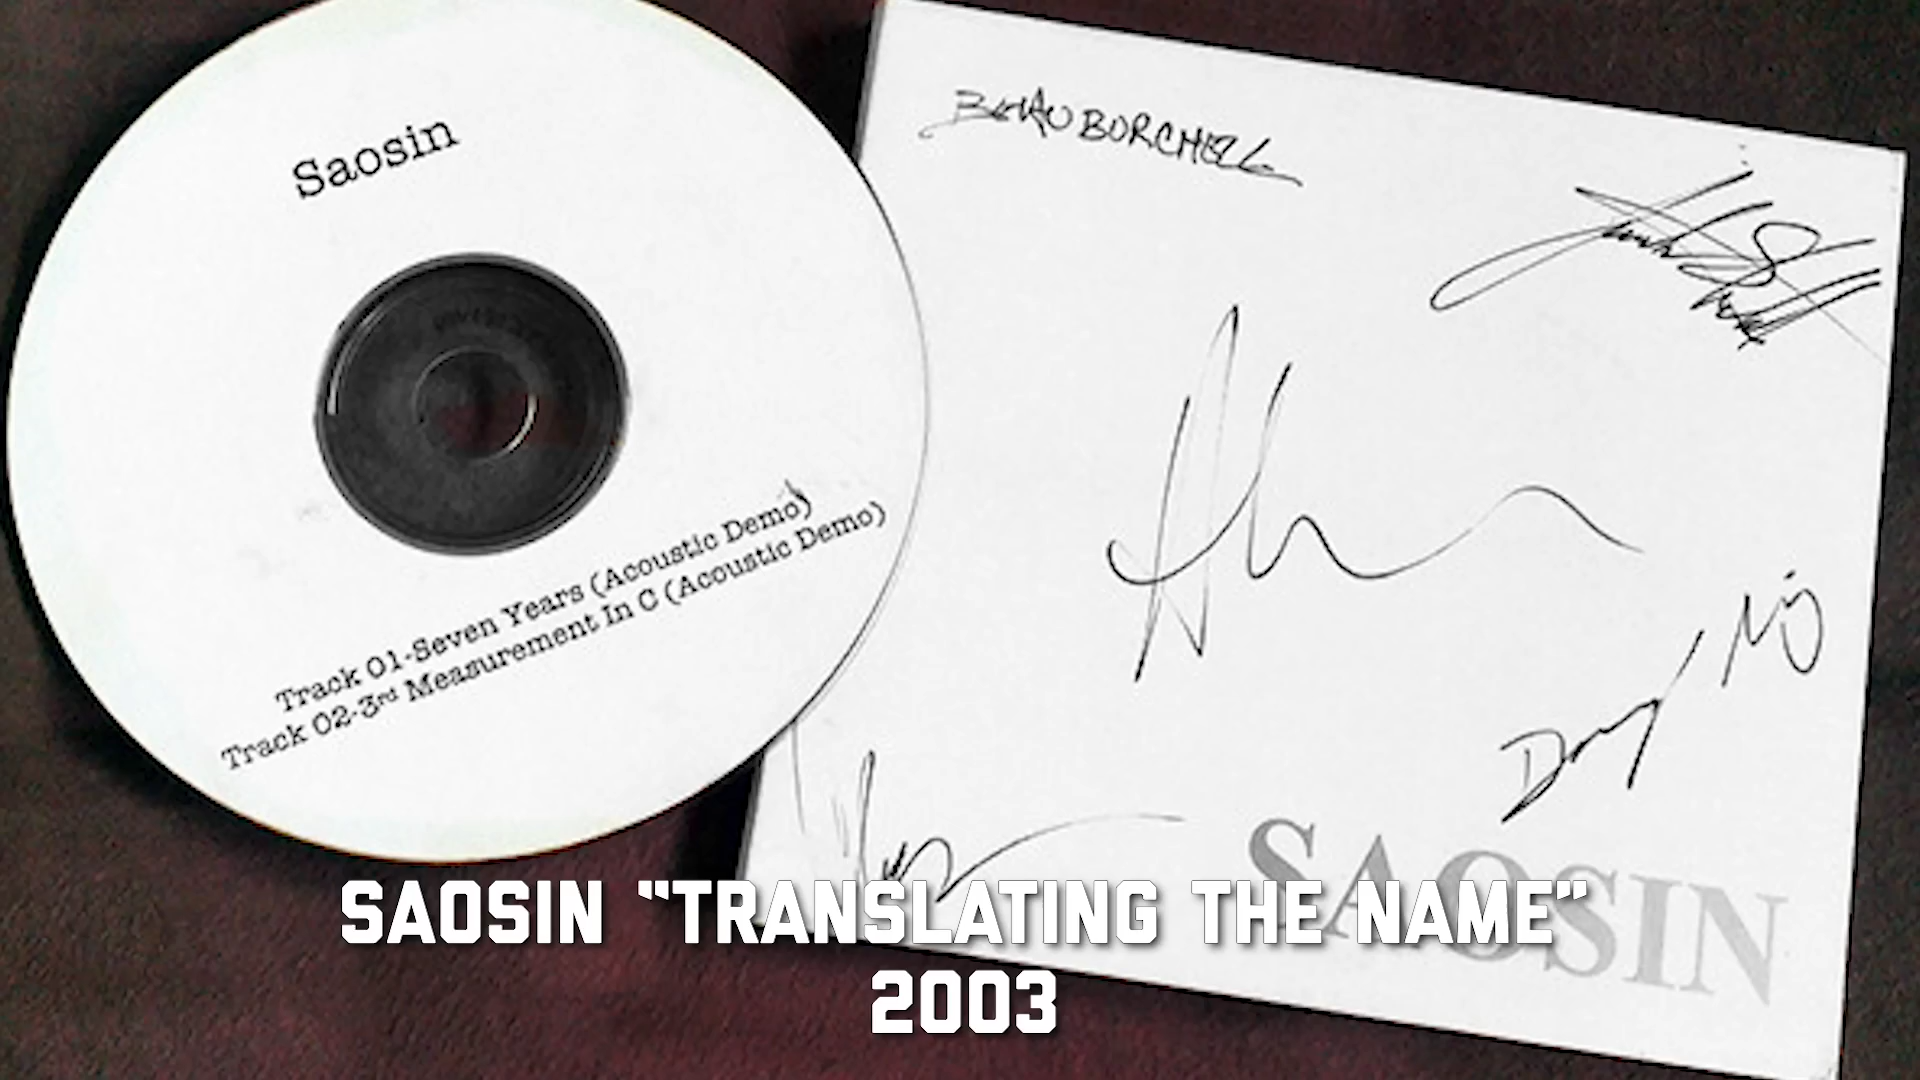 Saosin
Track 01-Seven Years (Acoustic Demo)
Track 02-3rd Measurement In C (Acoustic Demo)
BEAU BURCHELL
SAOSIN
SAOSIN "TRANSLATING THE NAME"
2003